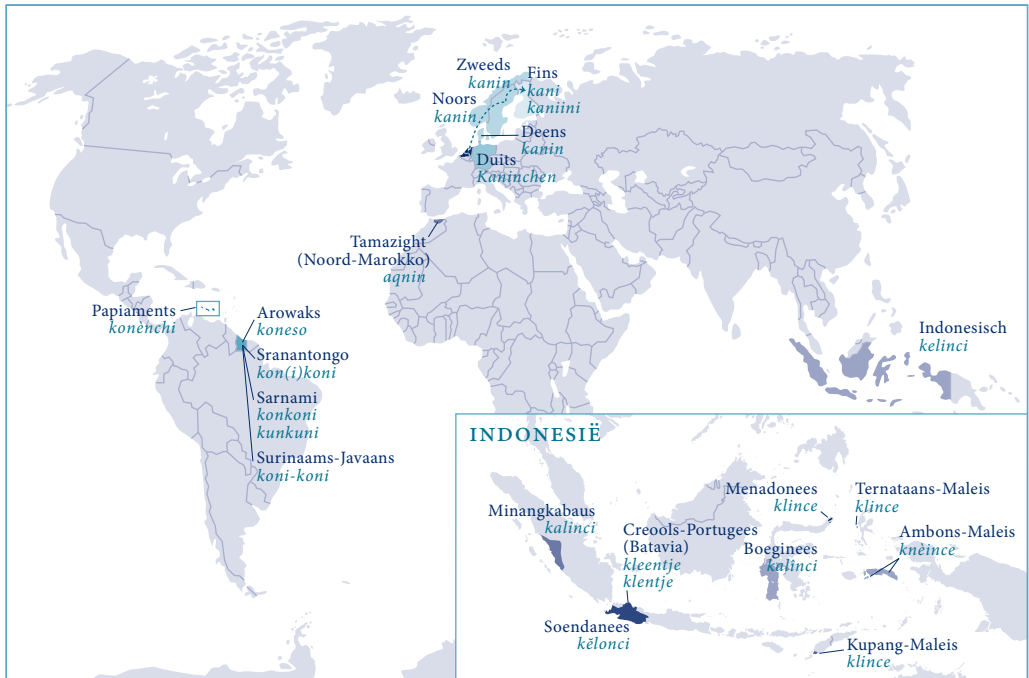 Zweeds
kanin
Fins
kani
kaniini
Noors
kanin
Deens
kanin
Duits
Kaninchen
Tamazight
(Noord-Marokko)
aqnin
Papiaments
konènchi
Arowaks
koneso
Sranantongo
kon(i)koni
Sarnami
konkoni
kunkuni
Surinaams-Javaans
koni-koni
Indonesisch
kelinci
INDONESIË
Minangkabaus
kalinci
Creools-Portugees
(Batavia)
kleentje
klentje
Soendanees
kĕlonci
Menadonees
klince
Boeginees
kalînci
Ternataans-Maleis
klince
Ambons-Maleis
knèince
Kupang-Maleis
klince